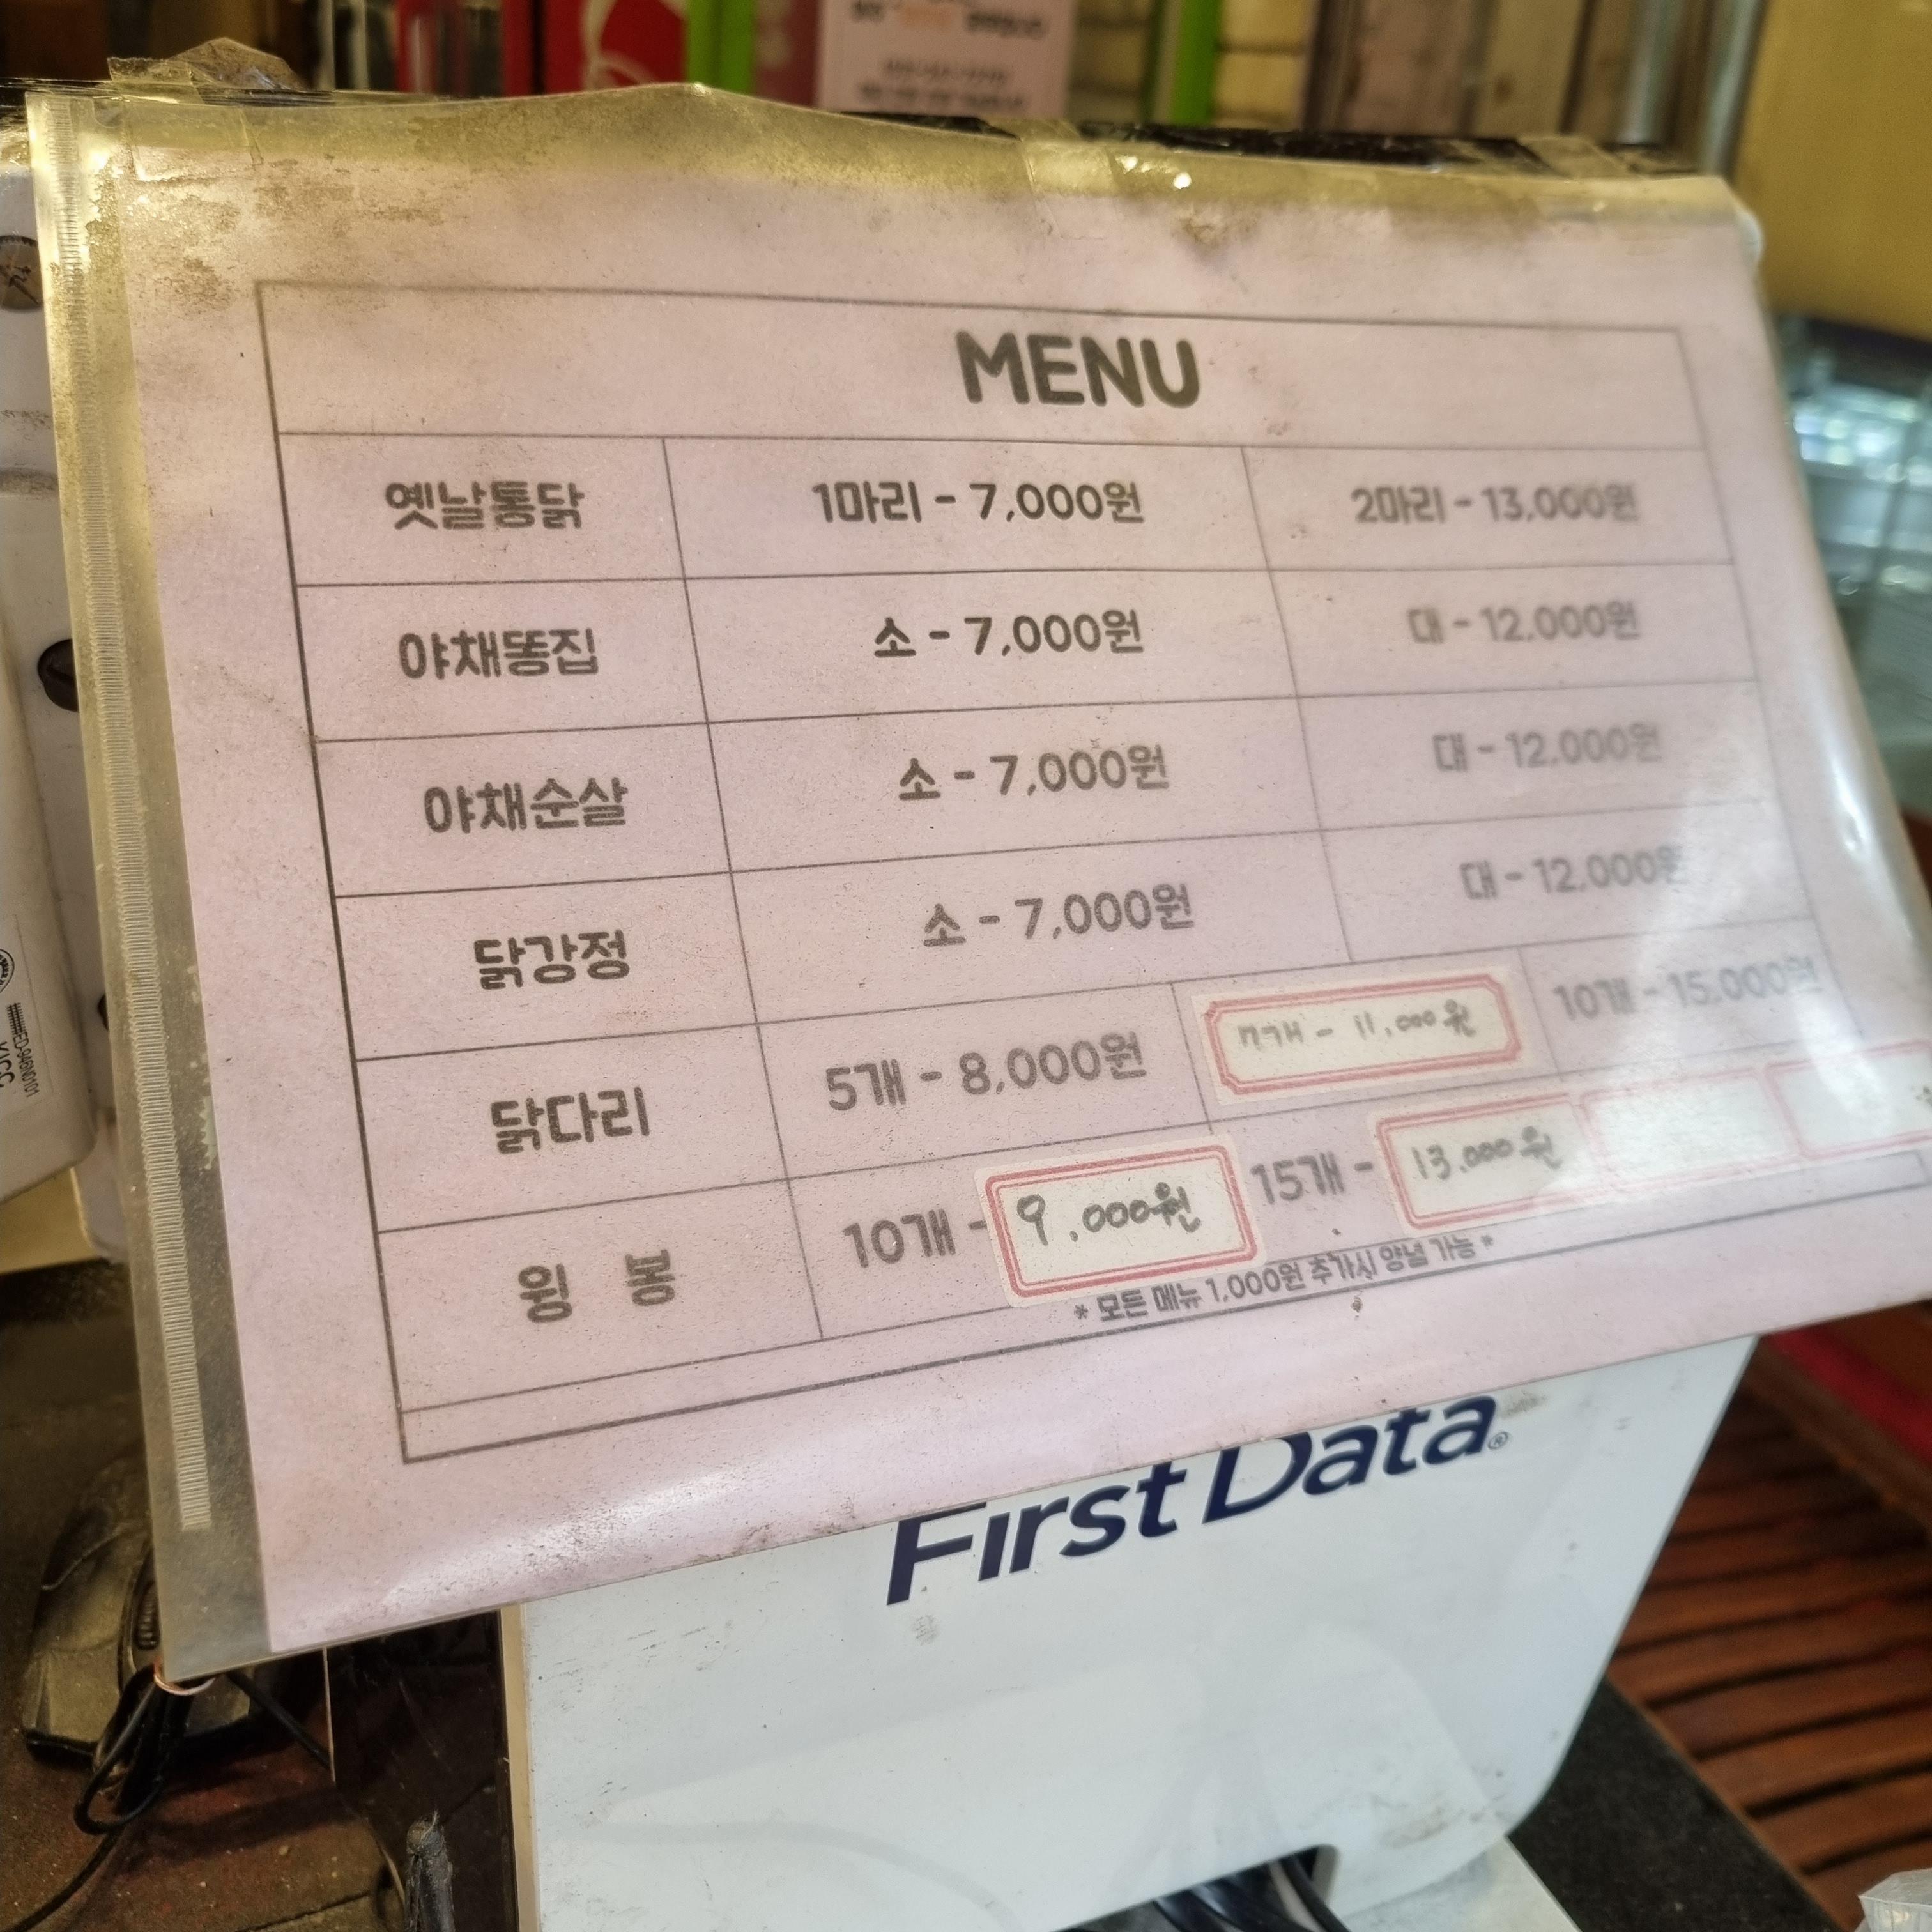 MENU
옛날통닭 1마리 - 7,000원 2마리 - 13,000원
야채똥집 소 - 7,000원 대 - 12,000원
야채순살 소 - 7,000원 대 - 12,000원
닭강정 소 - 7,000원 대 - 12,000원
닭다리 5개 - 8,000원 7개 - 11,000원 10개 - 15,000원
윙 봉 10개 - 9,000원 15개 - 13,000원
* 모든 메뉴 1,000원 추가시 양념 가능 *
First Data®
ED-946N0101
KICC